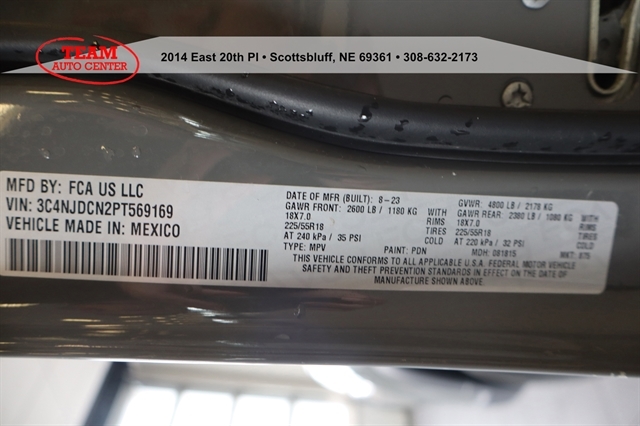 TEAM
AUTO CENTER
2014 East 20th Pl • Scottsbluff, NE 69361 • 308-632-2173
MFD BY: FCA US LLC
VIN: 3C4NJDCN2PT569169
VEHICLE MADE IN: MEXICO
DATE OF MFR (BUILT): 8-23
GAWR FRONT: 2600 LB / 1180 KG
18X7.0 RIMS
225/55R18 TIRES
AT 240 kPa / 35 PSI COLD
TYPE: MPV PAINT: PDN
GVWR: 4800 LB / 2178 KG
GAWR REAR: 2380 LB / 1080 KG
18X7.0 RIMS
225/55R18 TIRES
AT 220 kPa / 32 PSI COLD
MDH: 081815 MKT: 875
THIS VEHICLE CONFORMS TO ALL APPLICABLE U.S.A. FEDERAL MOTOR VEHICLE
SAFETY AND THEFT PREVENTION STANDARDS IN EFFECT ON THE DATE OF
MANUFACTURE SHOWN ABOVE.